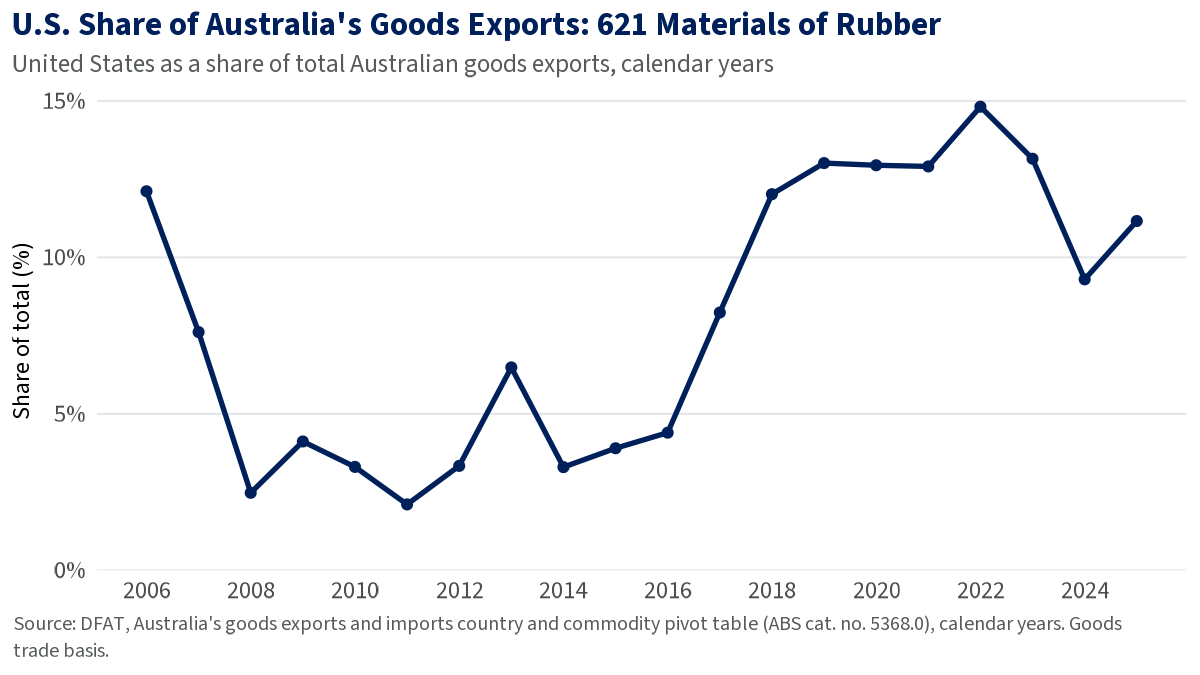 U.S. Share of Australia's Goods Exports: 621 Materials of Rubber
United States as a share of total Australian goods exports, calendar years
15%
10%
5%
0%
Share of total (%)
2006 2008 2010 2012 2014 2016 2018 2020 2022 2024
Source: DFAT, Australia's goods exports and imports country and commodity pivot table (ABS cat. no. 5368.0), calendar years. Goods
trade basis.